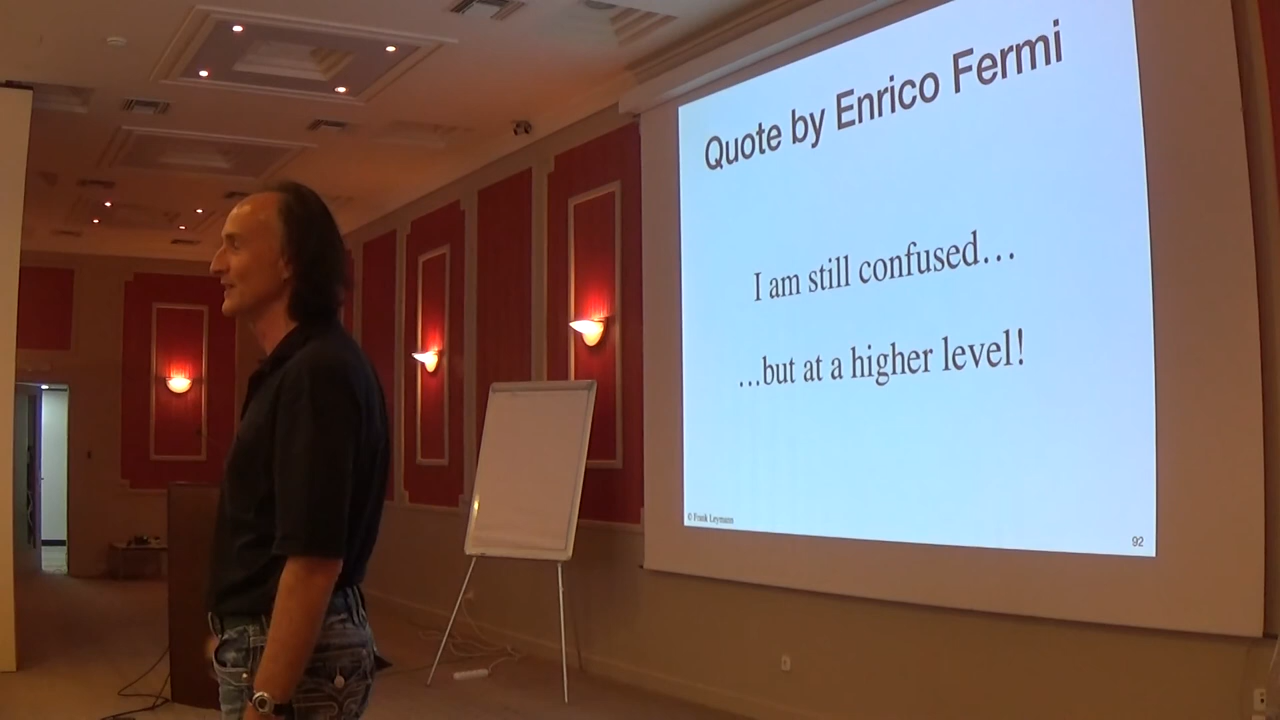 Quote by Enrico Fermi
I am still confused…
…but at a higher level!
© Frank Leymann
92